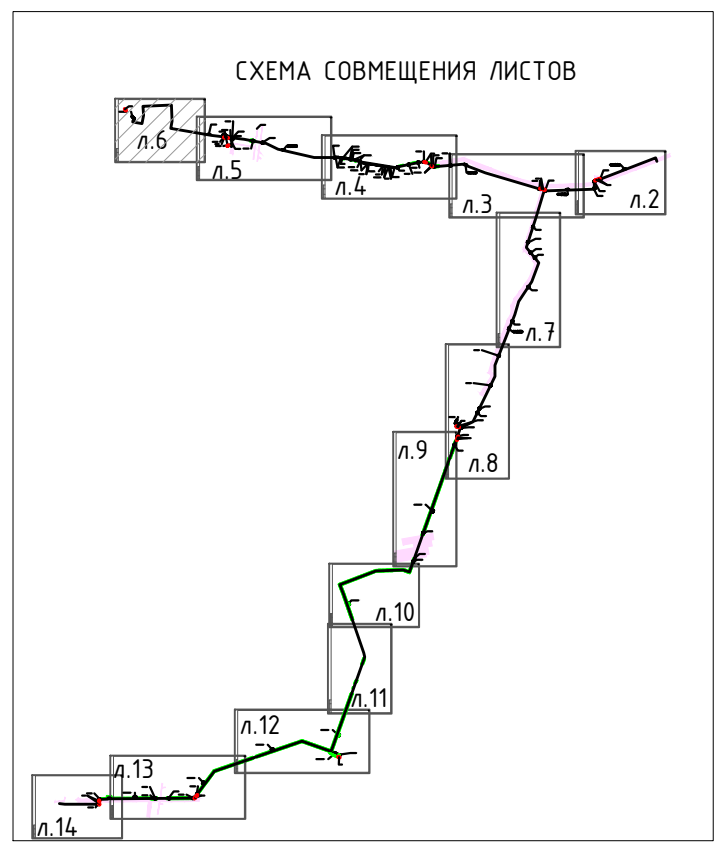 СХЕМА СОВМЕЩЕНИЯ ЛИСТОВ
л.6
л.5
л.4
л.3
л.2
л.7
л.9
л.8
л.10
л.11
л.12
л.13
л.14